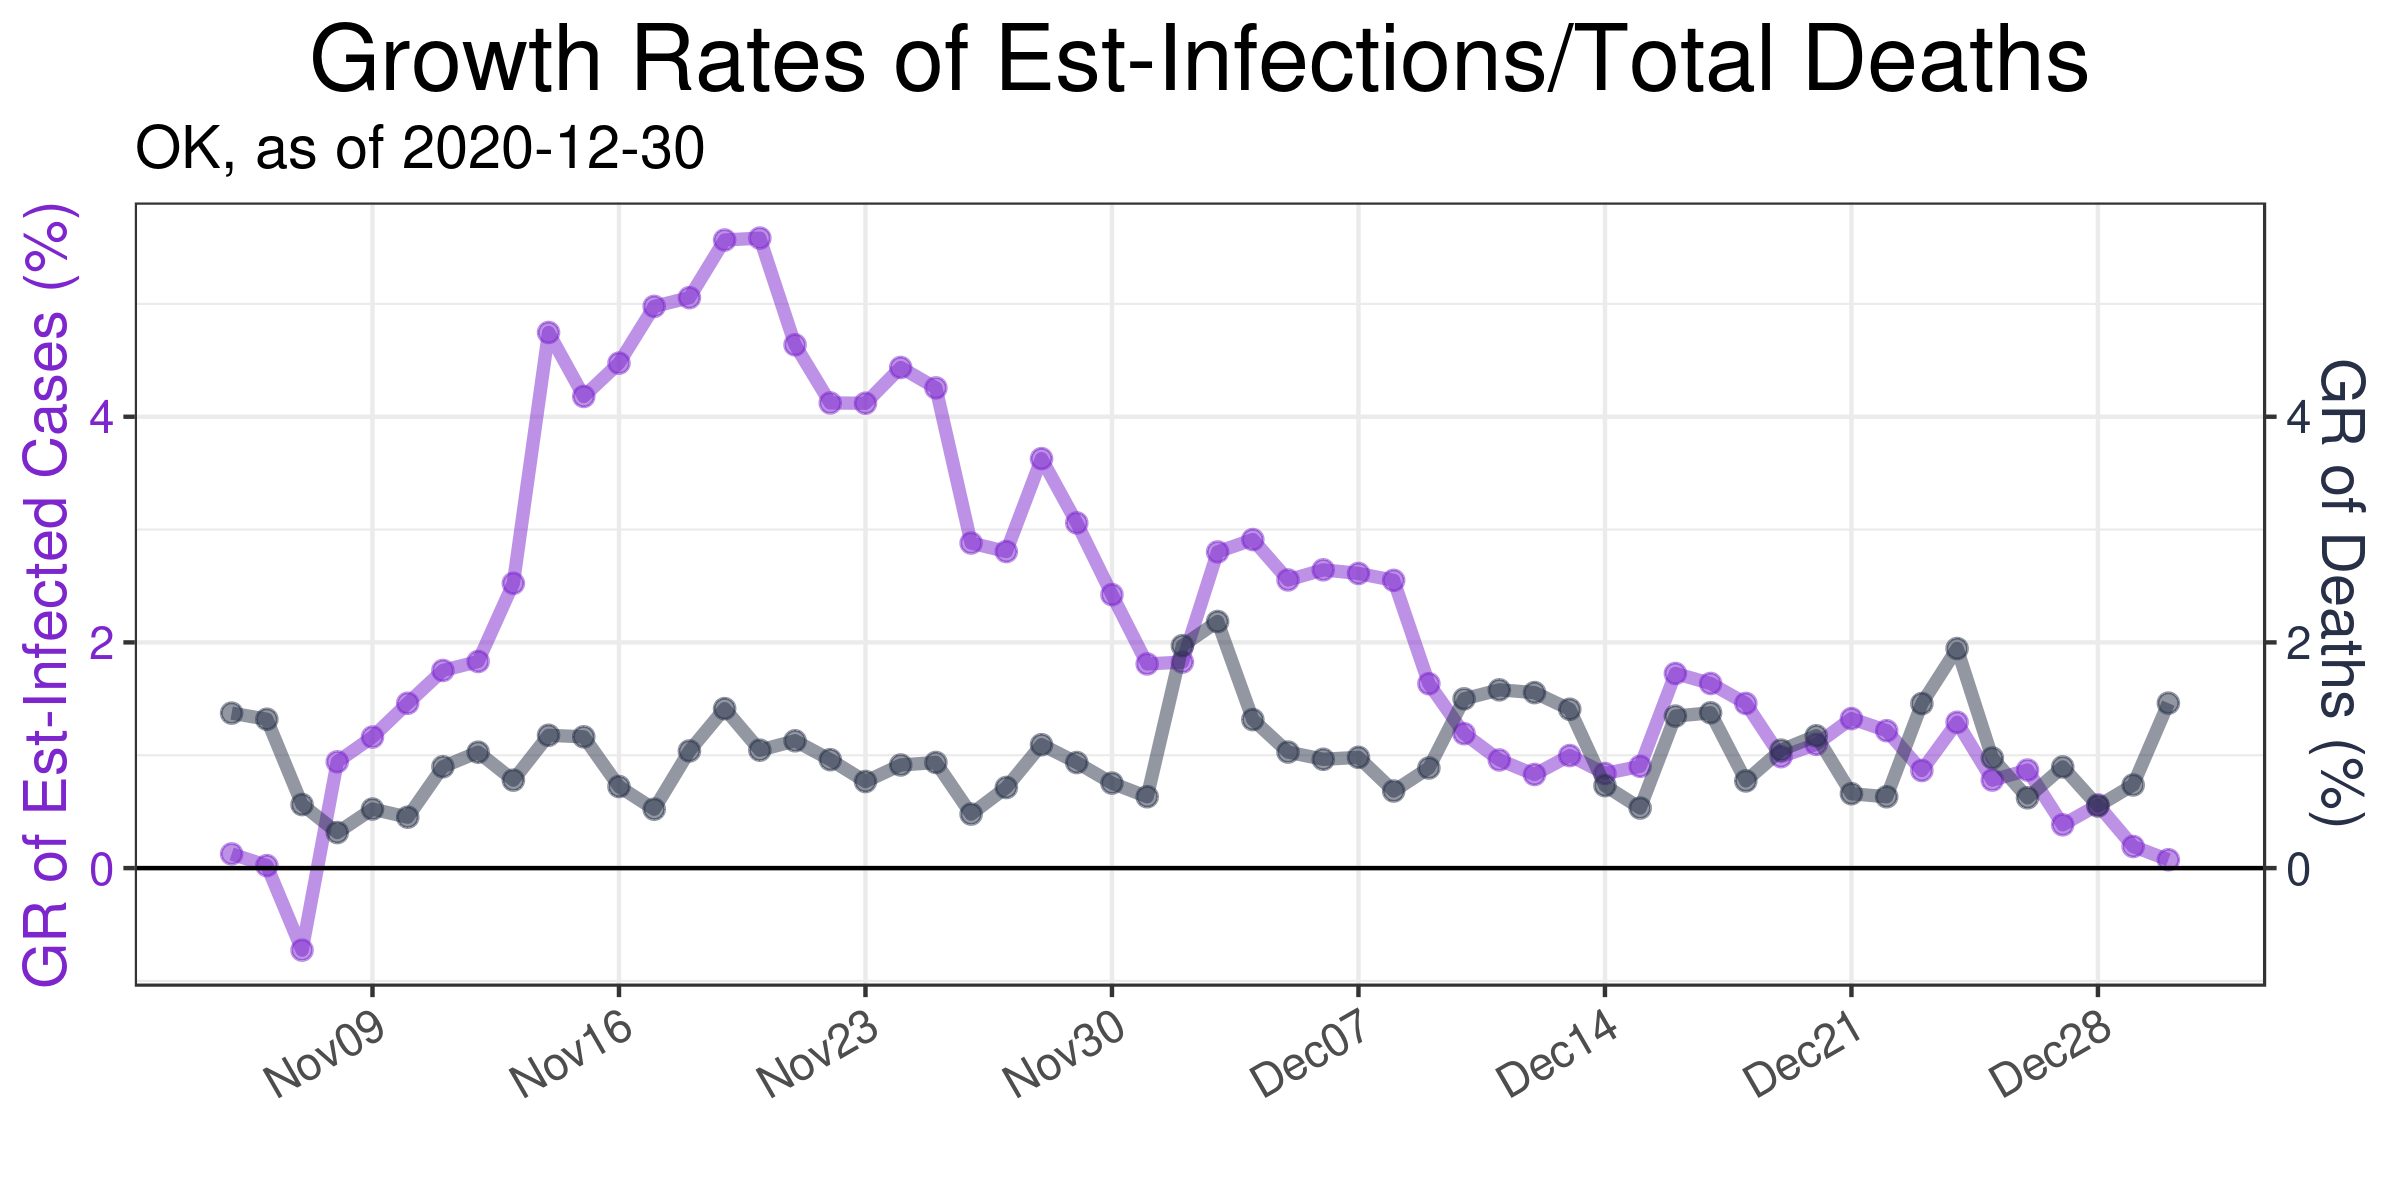 Growth Rates of Est-Infections/Total Deaths
OK, as of 2020-12-30
GR of Est-Infected Cases (%)
4
2
0
4
2
0
GR of Deaths (%)
Nov09
Nov16
Nov23
Nov30
Dec07
Dec14
Dec21
Dec28